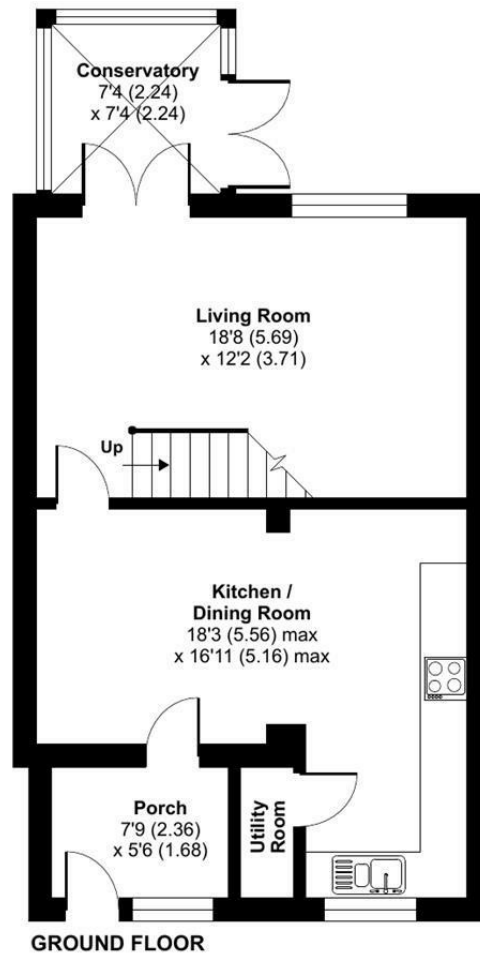 Conservatory
7'4 (2.24)
x 7'4 (2.24)
Living Room
18'8 (5.69)
x 12'2 (3.71)
Up
Kitchen /
Dining Room
18'3 (5.56) max
x 16'11 (5.16) max
Porch
7'9 (2.36)
x 5'6 (1.68)
Utility
Room
GROUND FLOOR